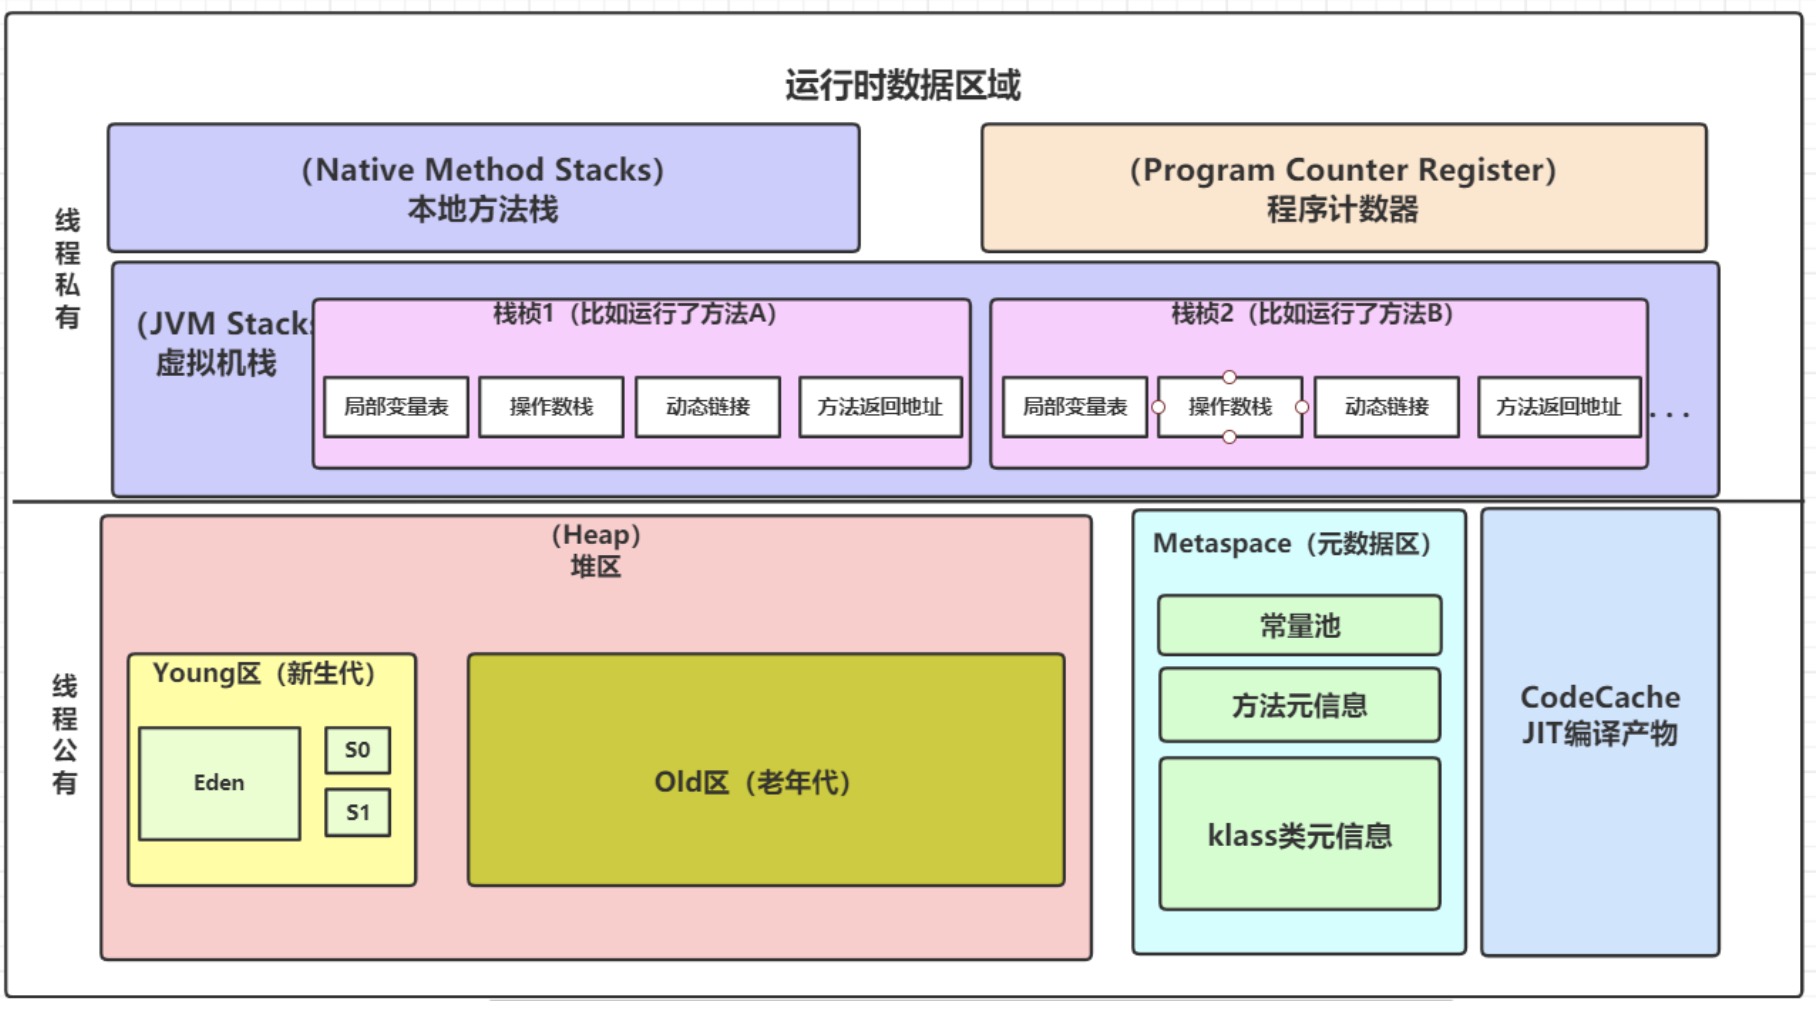 运行时数据区域
线程私有
（Native Method Stacks）
本地方法栈
（Program Counter Register）
程序计数器
（JVM Stacks
虚拟机栈
栈桢1（比如运行了方法A）
局部变量表
操作数栈
动态链接
方法返回地址
栈桢2（比如运行了方法B）
局部变量表
操作数栈
动态链接
方法返回地址
...
线程公有
（Heap）
堆区
Young区（新生代）
Eden
S0
S1
Old区（老年代）
Metaspace（元数据区）
常量池
方法元信息
klass类元信息
CodeCache
JIT编译产物